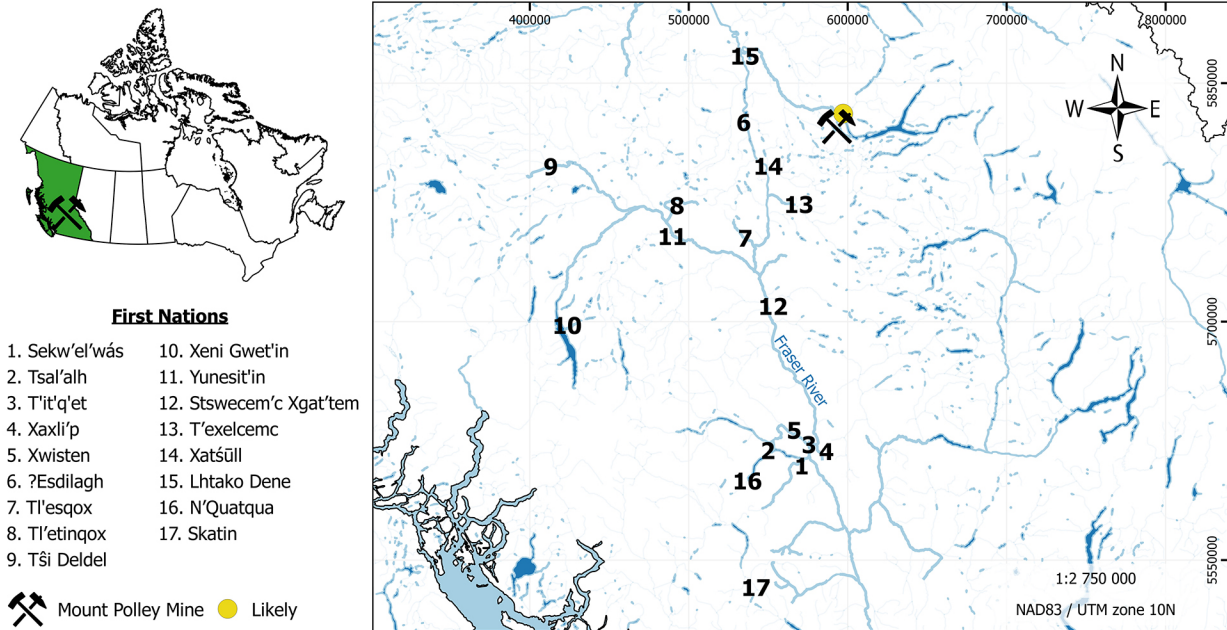 First Nations
1. Sekw’el’wás
2. Tsal’alh
3. T'it'q'et
4. Xaxli’p
5. Xwisten
6. ?Esdilagh
7. Tl'esqox
8. Tl’etinqox
9. Tŝi Deldel
10. Xeni Gwet'in
11. Yunesit'in
12. Stswecem’c Xgat’tem
13. T’exelcemc
14. Xatśūll
15. Lhtako Dene
16. N’Quatqua
17. Skatin
Mount Polley Mine
Likely
400000
500000
600000
700000
800000
5850000
5700000
5550000
N
W
E
S
15
6
14
9
8
13
11
7
12
10
Fraser River
5
3
2
4
1
16
17
1:2 750 000
NAD83 / UTM zone 10N